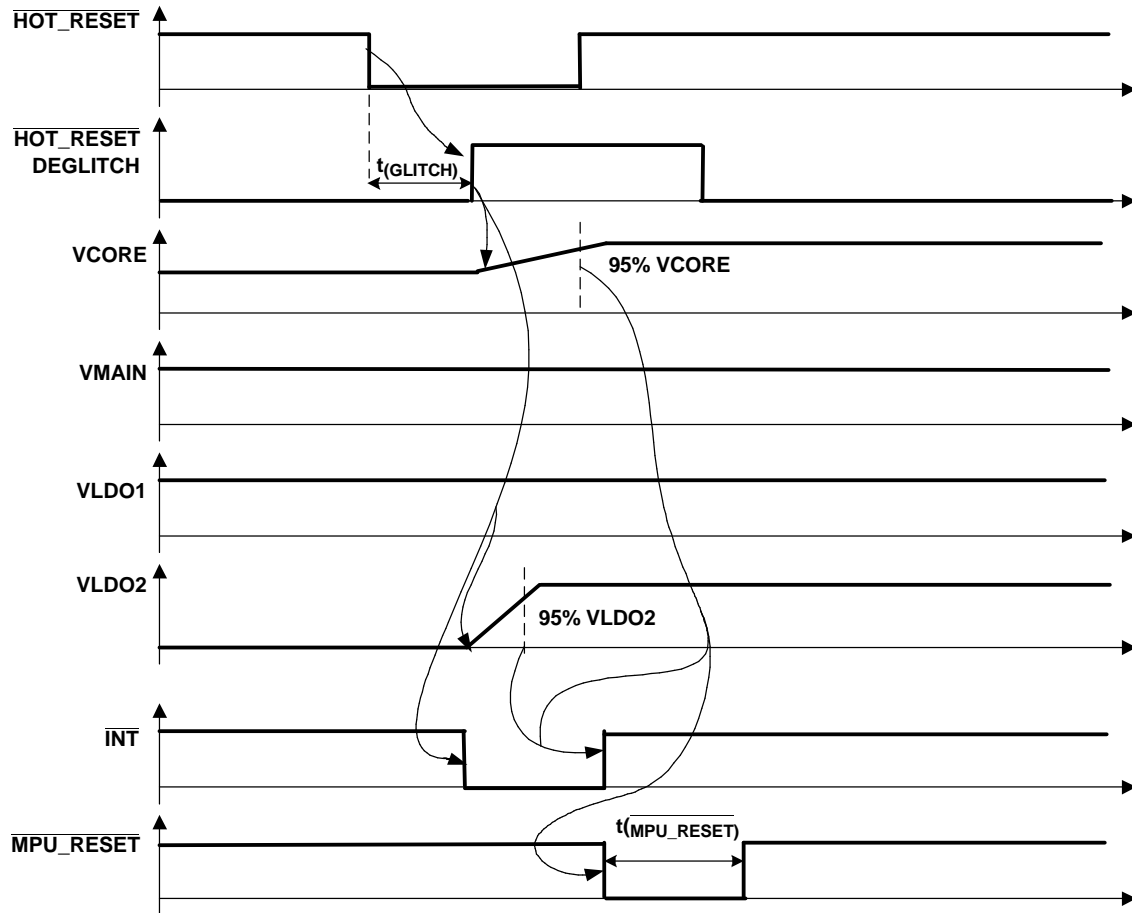 HOT_RESET
HOT_RESET
DEGLITCH
t(GLITCH)
VCORE
95% VCORE
VMAIN
VLDO1
VLDO2
95% VLDO2
INT
MPU_RESET
t(MPU_RESET)